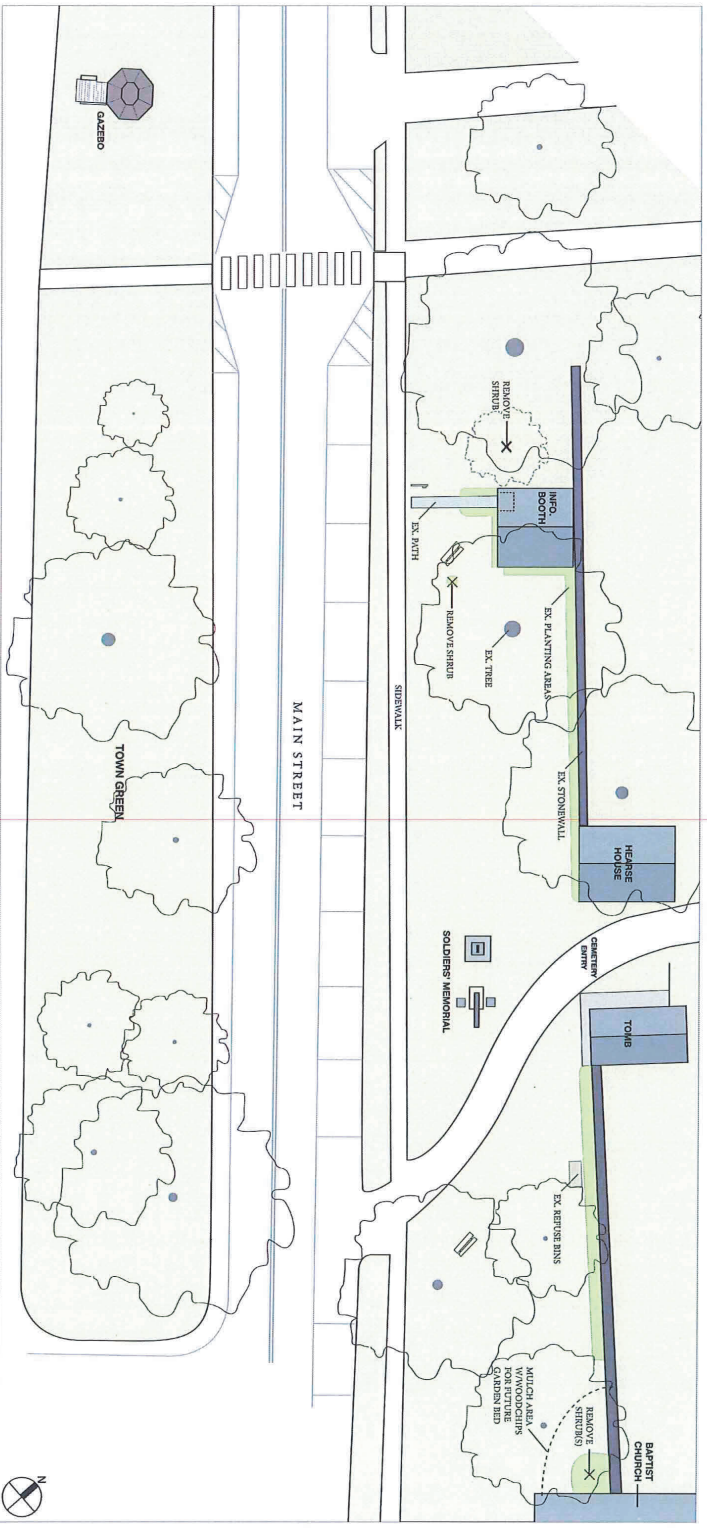 GAZEBO
REMOVE
SHRUB
INFO.
BOOTH
EX. PATH
REMOVE SHRUB
EX. TREE
EX. PLANTING AREAS
SIDEWALK
MAIN STREET
TOWN GREEN
EX. STONEWALL
HEARSE
HOUSE
CEMETERY
ENTRY
SOLDIERS' MEMORIAL
TOMB
EX. REFUSE BINS
MULCH AREA
W/WOODCHIPS
FOR FUTURE
GARDEN BED
REMOVE
SHRUB(S)
BAPTIST
CHURCH
N